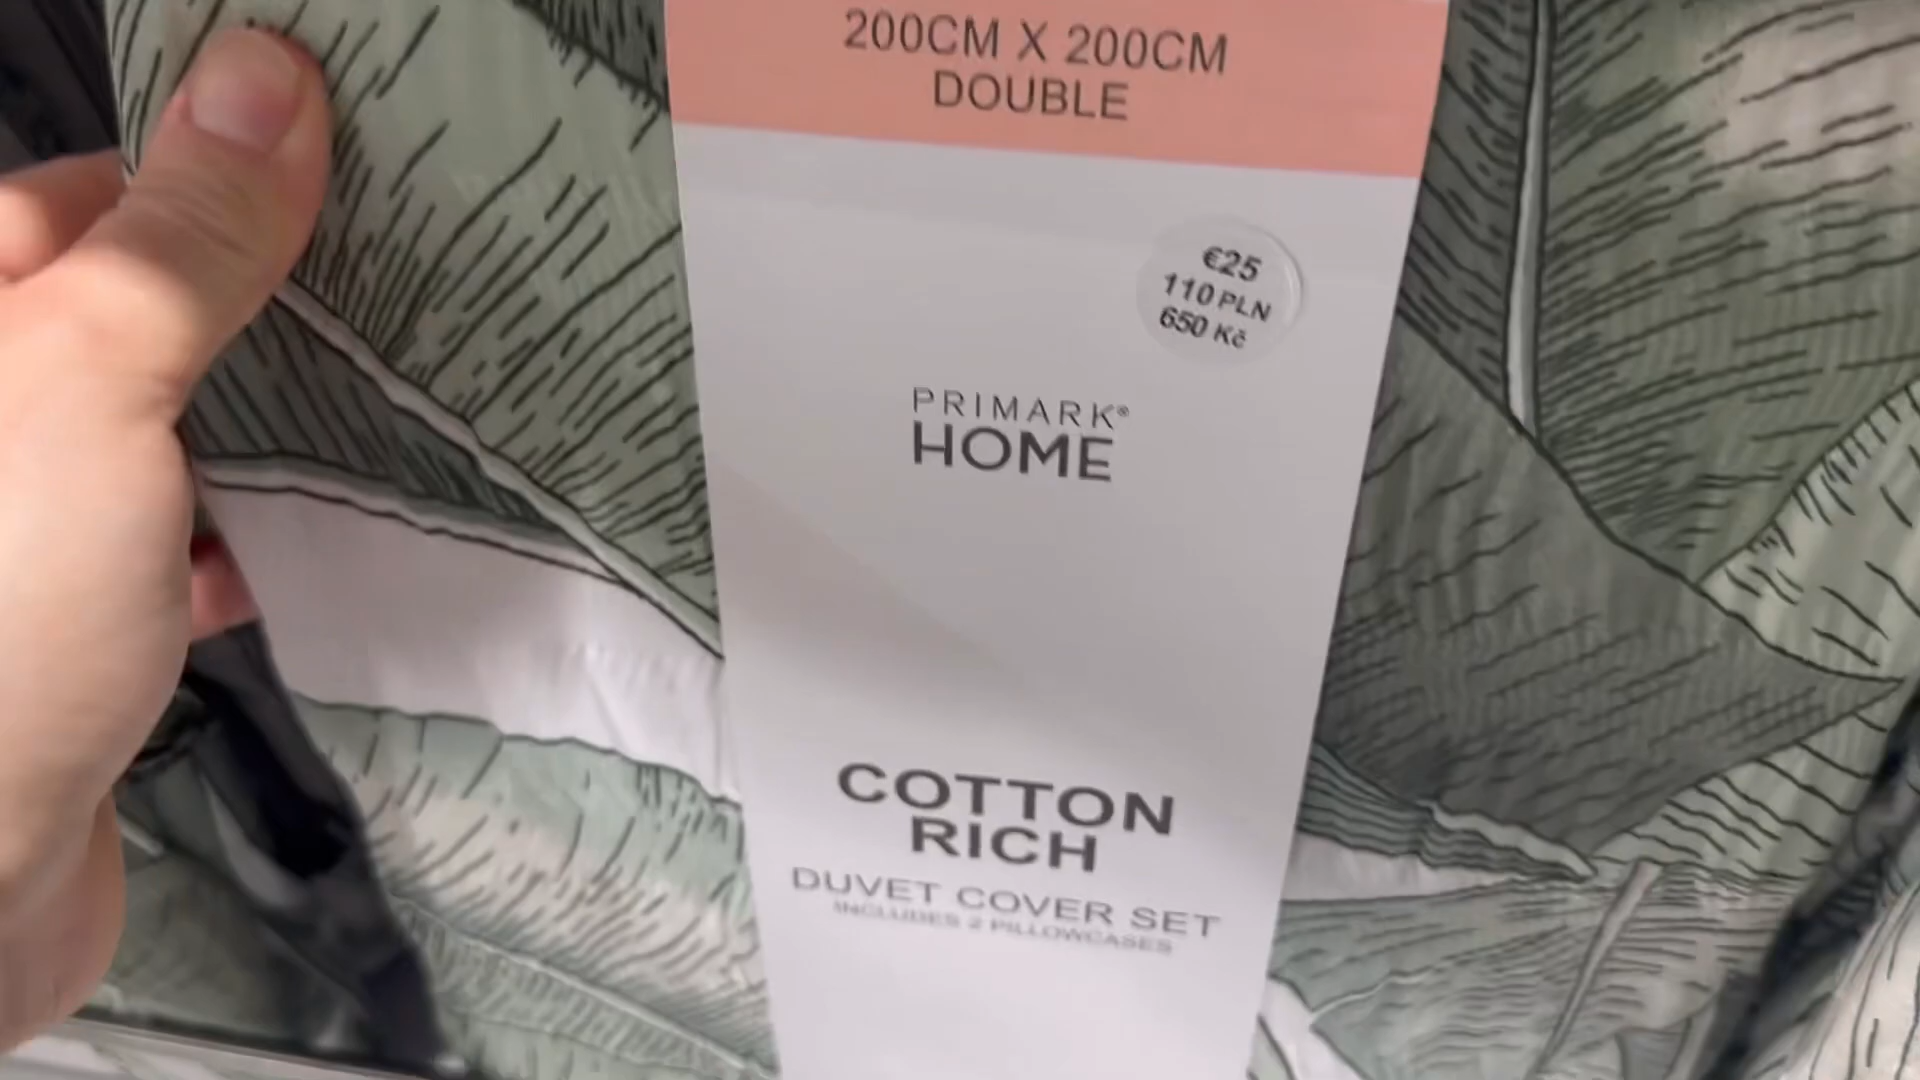 200CM X 200CM
DOUBLE
€25
110 PLN
650 Kč
PRIMARK®
HOME
COTTON
RICH
DUVET COVER SET
INCLUDES 2 PILLOWCASES